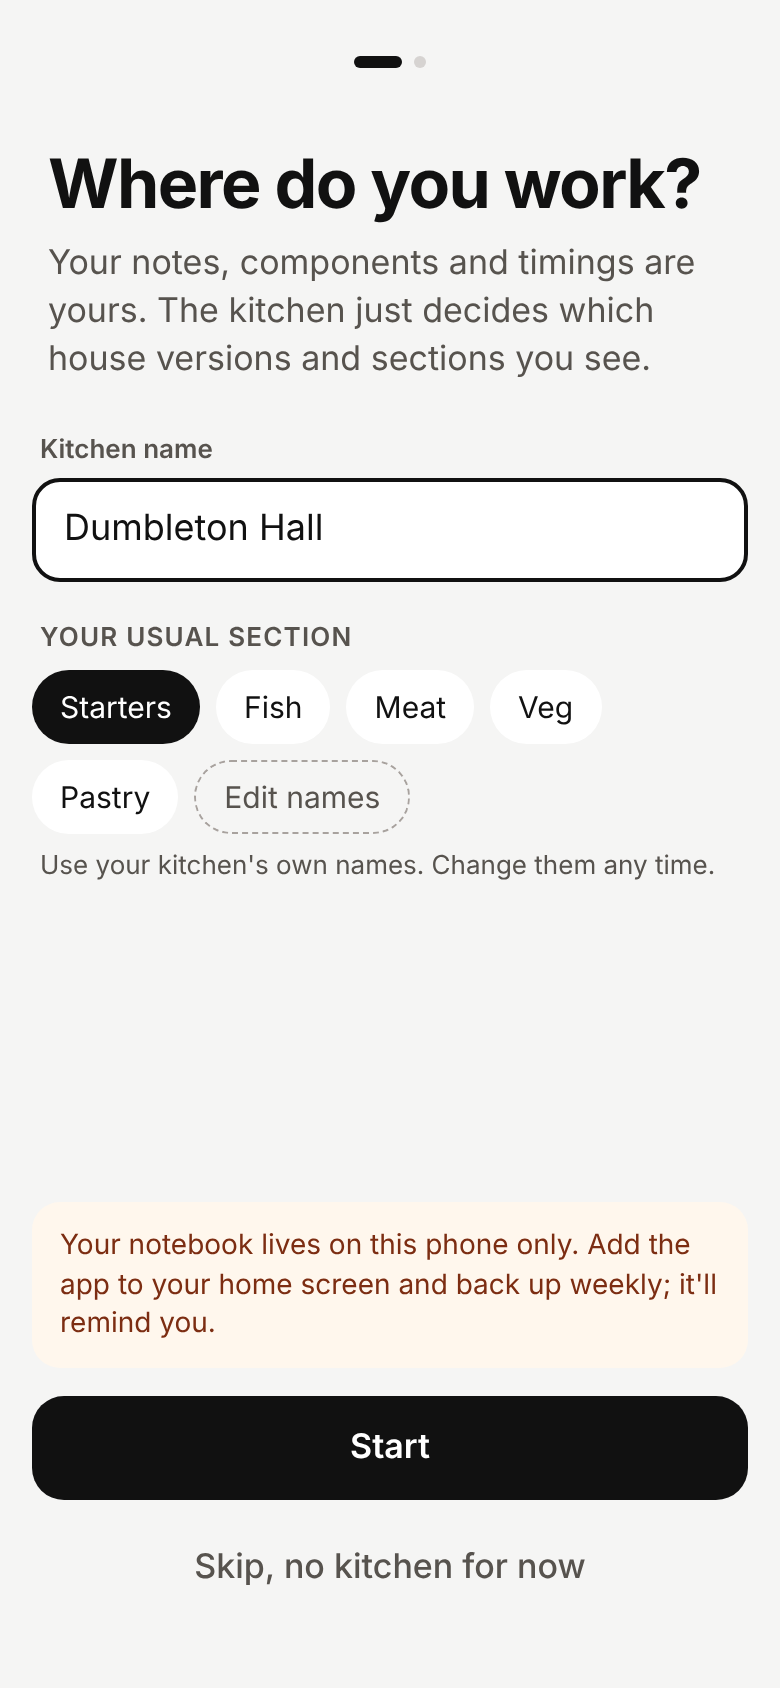 Where do you work?
Your notes, components and timings are
yours. The kitchen just decides which
house versions and sections you see.
Kitchen name
Dumbleton Hall
YOUR USUAL SECTION
Starters Fish Meat Veg
Pastry Edit names
Use your kitchen's own names. Change them any time.
Your notebook lives on this phone only. Add the
app to your home screen and back up weekly; it'll
remind you.
Start
Skip, no kitchen for now